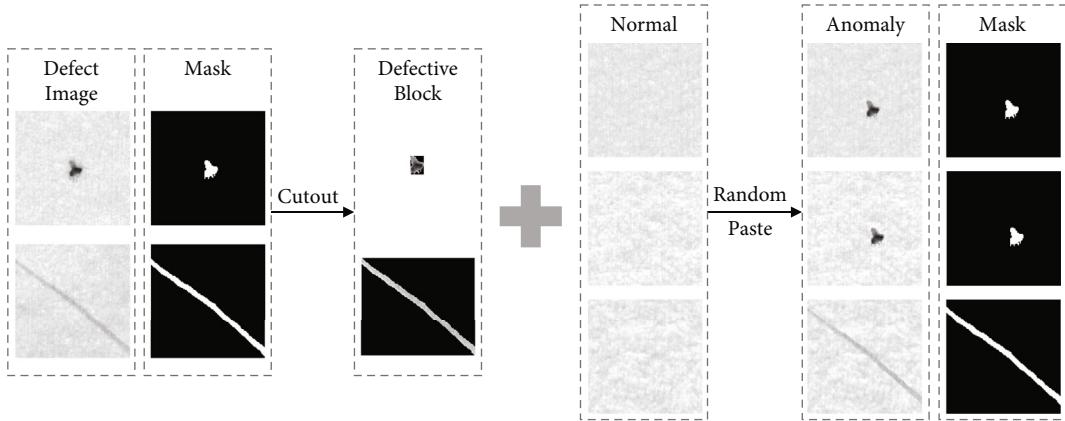 Defect
Image
Mask
Cutout
Defective
Block
Normal
Random
Paste
Anomaly
Mask